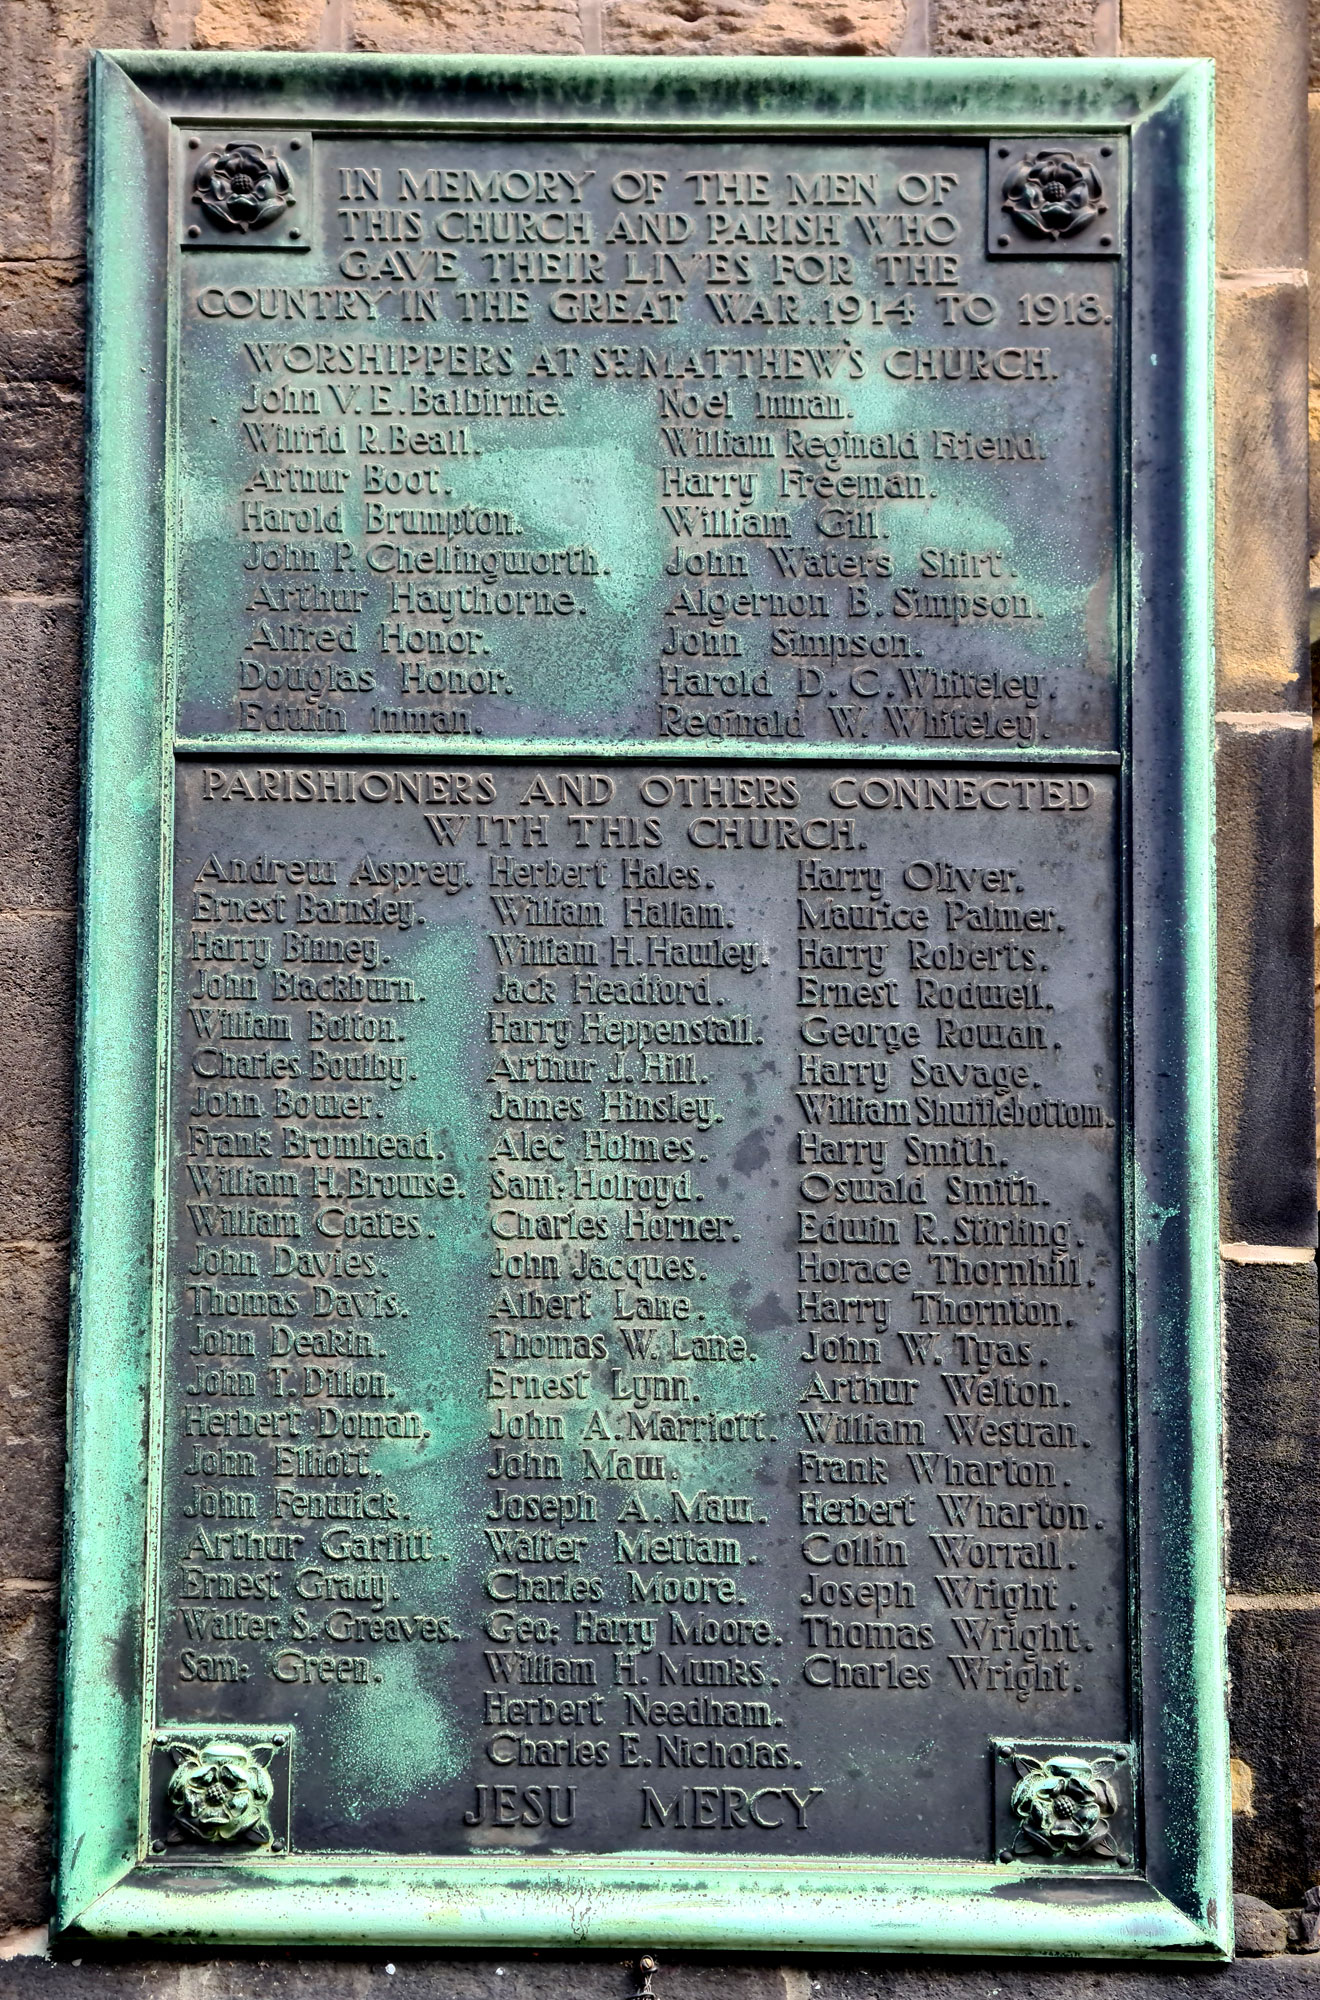 IN MEMORY OF THE MEN OF
THIS CHURCH AND PARISH WHO
GAVE THEIR LIVES FOR THE
COUNTRY IN THE GREAT WAR. 1914 TO 1918.
WORSHIPPERS AT ST. MATTHEW'S CHURCH.
John V. E. Balbirnie.
Wilfrid R. Beall.
Arthur Boot.
Harold Brumpton.
John P. Chellingworth.
Arthur Haythorne.
Alfred Honor.
Douglas Honor.
Edwin Inman.
Noel Inman.
William Reginald Friend.
Harry Freeman.
William Gill.
John Waters Shirt.
Algernon B. Simpson.
John Simpson.
Harold D. C. Whiteley.
Reginald W. Whiteley.
PARISHIONERS AND OTHERS CONNECTED
WITH THIS CHURCH.
Andrew Asprey.
Ernest Barnsley.
Harry Binney.
John Blackburn.
William Bolton.
Charles Boulby.
John Bower.
Frank Bromhead.
William H. Browse.
William Coates.
John Davies.
Thomas Davis.
John Deakin.
John T. Dillon.
Herbert Doman.
John Elliott.
John Fenwick.
Arthur Garfitt.
Ernest Grady.
Walter S. Greaves.
Sam: Green.
Herbert Hales.
William Hallam.
William H. Hawley.
Jack Headford.
Harry Heppenstall.
Arthur J. Hill.
James Hinsley.
Alec Holmes.
Sam: Holroyd.
Charles Horner.
John Jacques.
Albert Lane.
Thomas W. Lane.
Ernest Lynn.
John A. Marriott.
John Maw.
Joseph A. Maw.
Walter Mettam.
Charles Moore.
Geo: Harry Moore.
William H. Munks.
Herbert Needham.
Charles E. Nicholas.
Harry Oliver.
Maurice Palmer.
Harry Roberts.
Ernest Rodwell.
George Rowan.
Harry Savage.
William Shufflebottom.
Harry Smith.
Oswald Smith.
Edwin R. Stirling.
Horace Thornhill.
Harry Thornton.
John W. Tyas.
Arthur Welton.
William Westran.
Frank Wharton.
Herbert Wharton.
Collin Worrall.
Joseph Wright.
Thomas Wright.
Charles Wright.
JESU MERCY